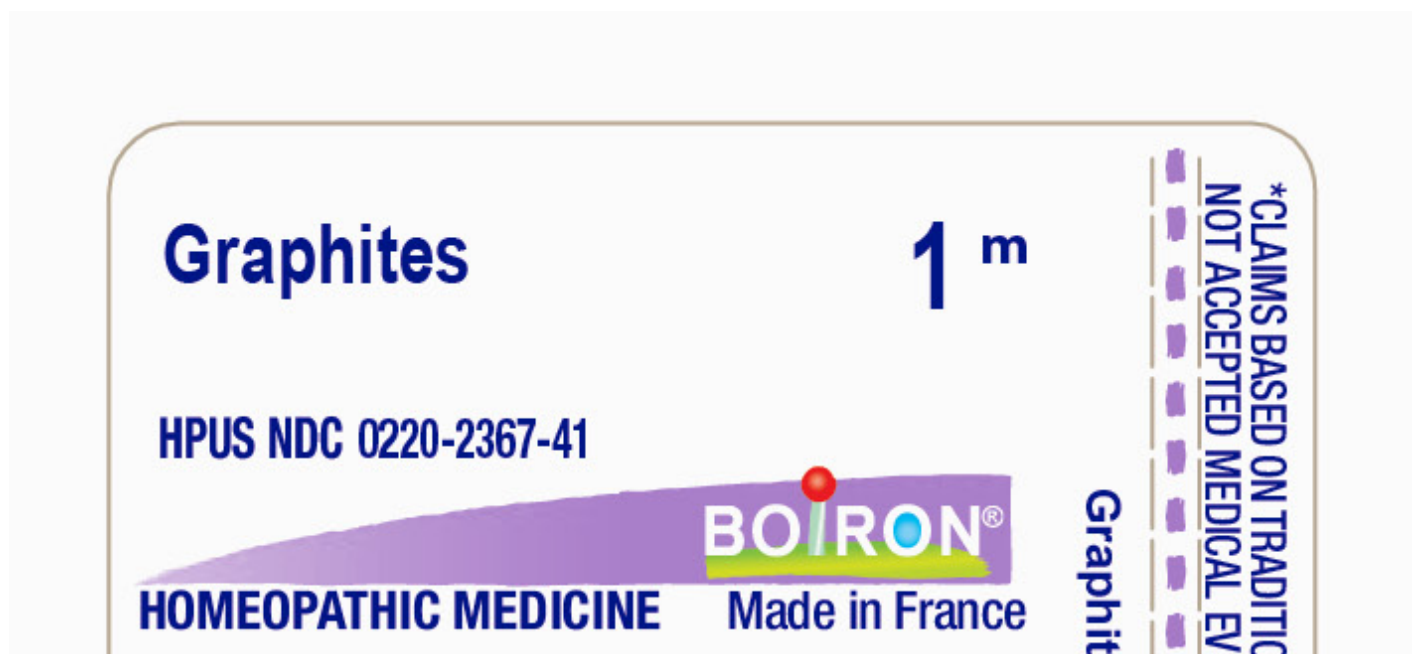 Graphites
1 m
HPUS NDC 0220-2367-41
BOIRON®
HOMEOPATHIC MEDICINE
Made in France
Graphit
*CLAIMS BASED ON TRADITIO
NOT ACCEPTED MEDICAL EV